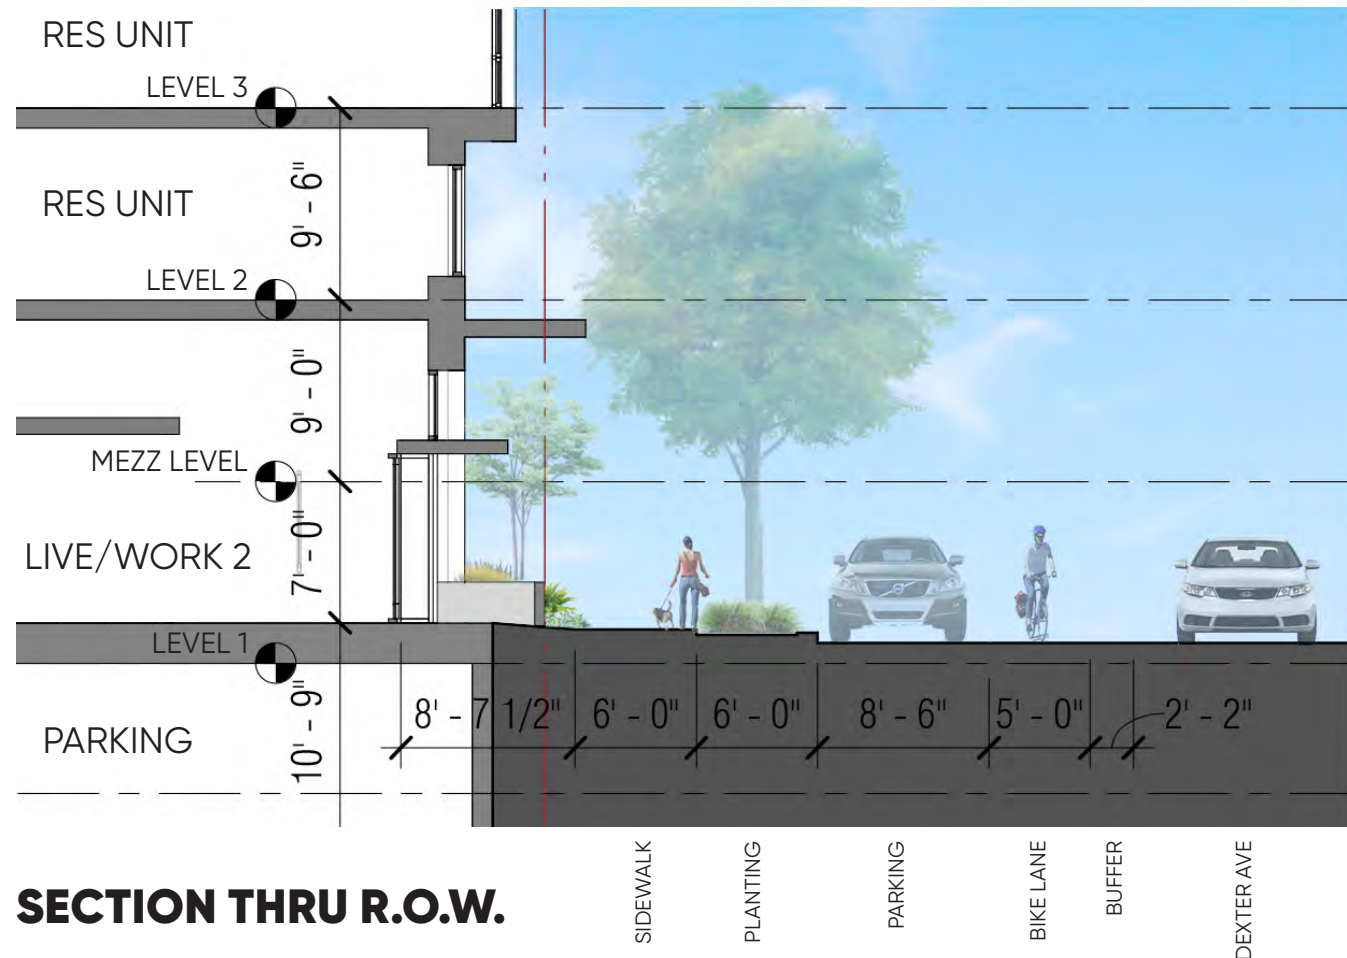 RES UNIT
LEVEL 3
9' - 6"
RES UNIT
LEVEL 2
9' - 0"
MEZZ LEVEL
7' - 0"
LIVE/WORK 2
LEVEL 1
10' - 9"
PARKING
8' - 7 1/2" 6' - 0" 6' - 0" 8' - 6" 5' - 0" 2' - 2"
SIDEWALK
PLANTING
PARKING
BIKE LANE
BUFFER
DEXTER AVE
SECTION THRU R.O.W.